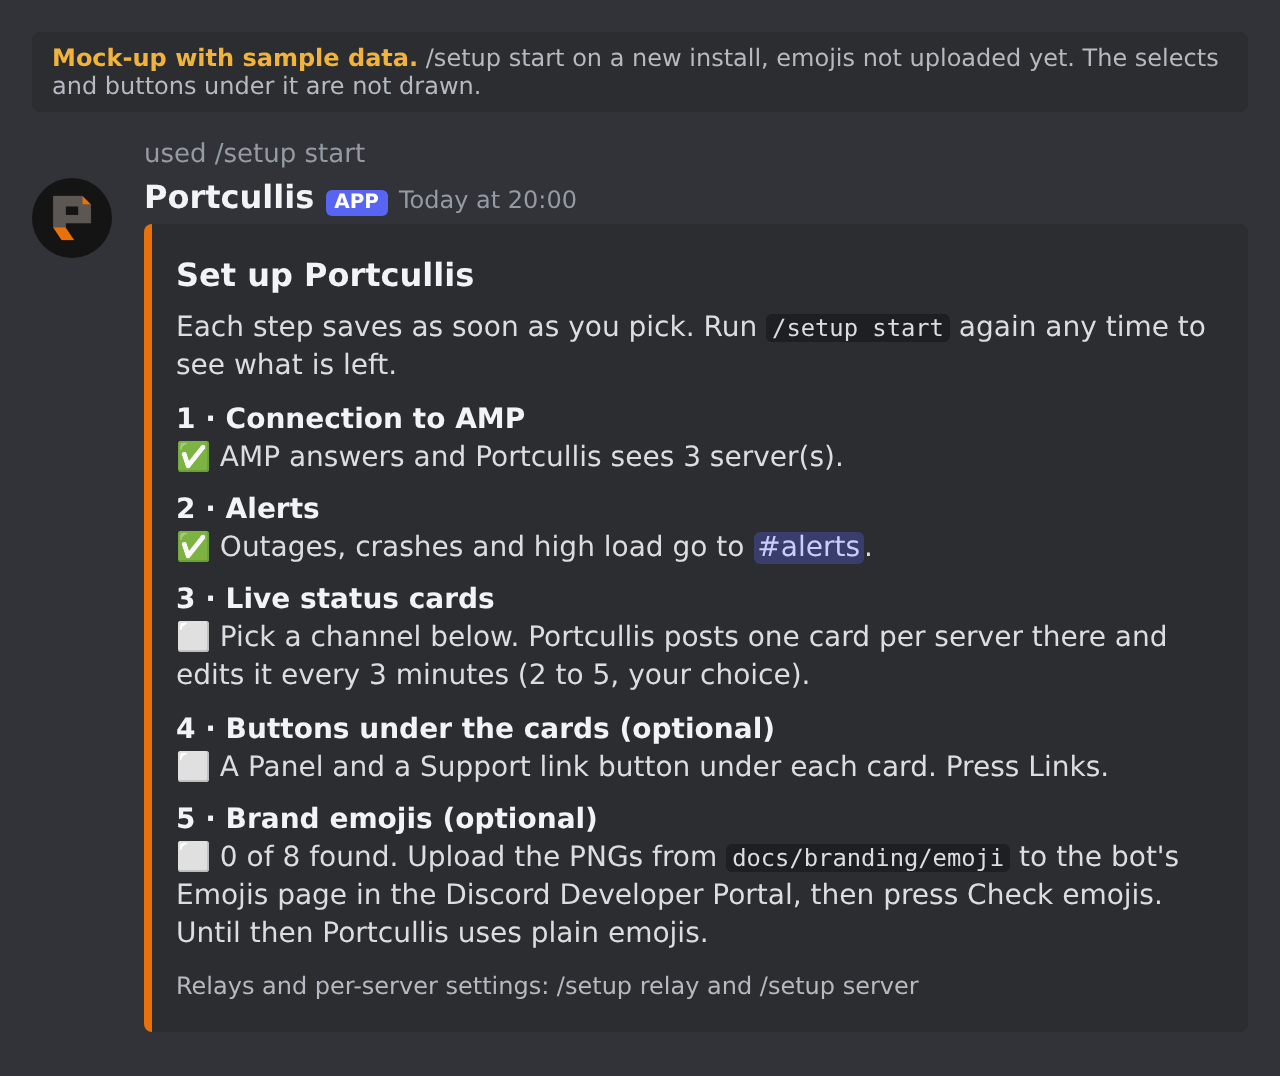 Mock-up with sample data. /setup start on a new install, emojis not uploaded yet. The selects
and buttons under it are not drawn.
used /setup start
Portcullis APP Today at 20:00
Set up Portcullis
Each step saves as soon as you pick. Run /setup start again any time to
see what is left.
1 · Connection to AMP
✅ AMP answers and Portcullis sees 3 server(s).
2 · Alerts
✅ Outages, crashes and high load go to #alerts.
3 · Live status cards
⬜ Pick a channel below. Portcullis posts one card per server there and
edits it every 3 minutes (2 to 5, your choice).
4 · Buttons under the cards (optional)
⬜ A Panel and a Support link button under each card. Press Links.
5 · Brand emojis (optional)
⬜ 0 of 8 found. Upload the PNGs from docs/branding/emoji to the bot's
Emojis page in the Discord Developer Portal, then press Check emojis.
Until then Portcullis uses plain emojis.
Relays and per-server settings: /setup relay and /setup server